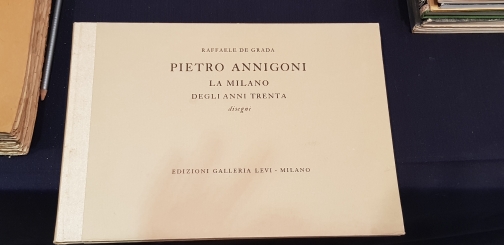 RAFFAELE DE GRADA
PIETRO ANNIGONI
LA MILANO
DEGLI ANNI TRENTA
disegni
EDIZIONI GALLERIA LEVI - MILANO